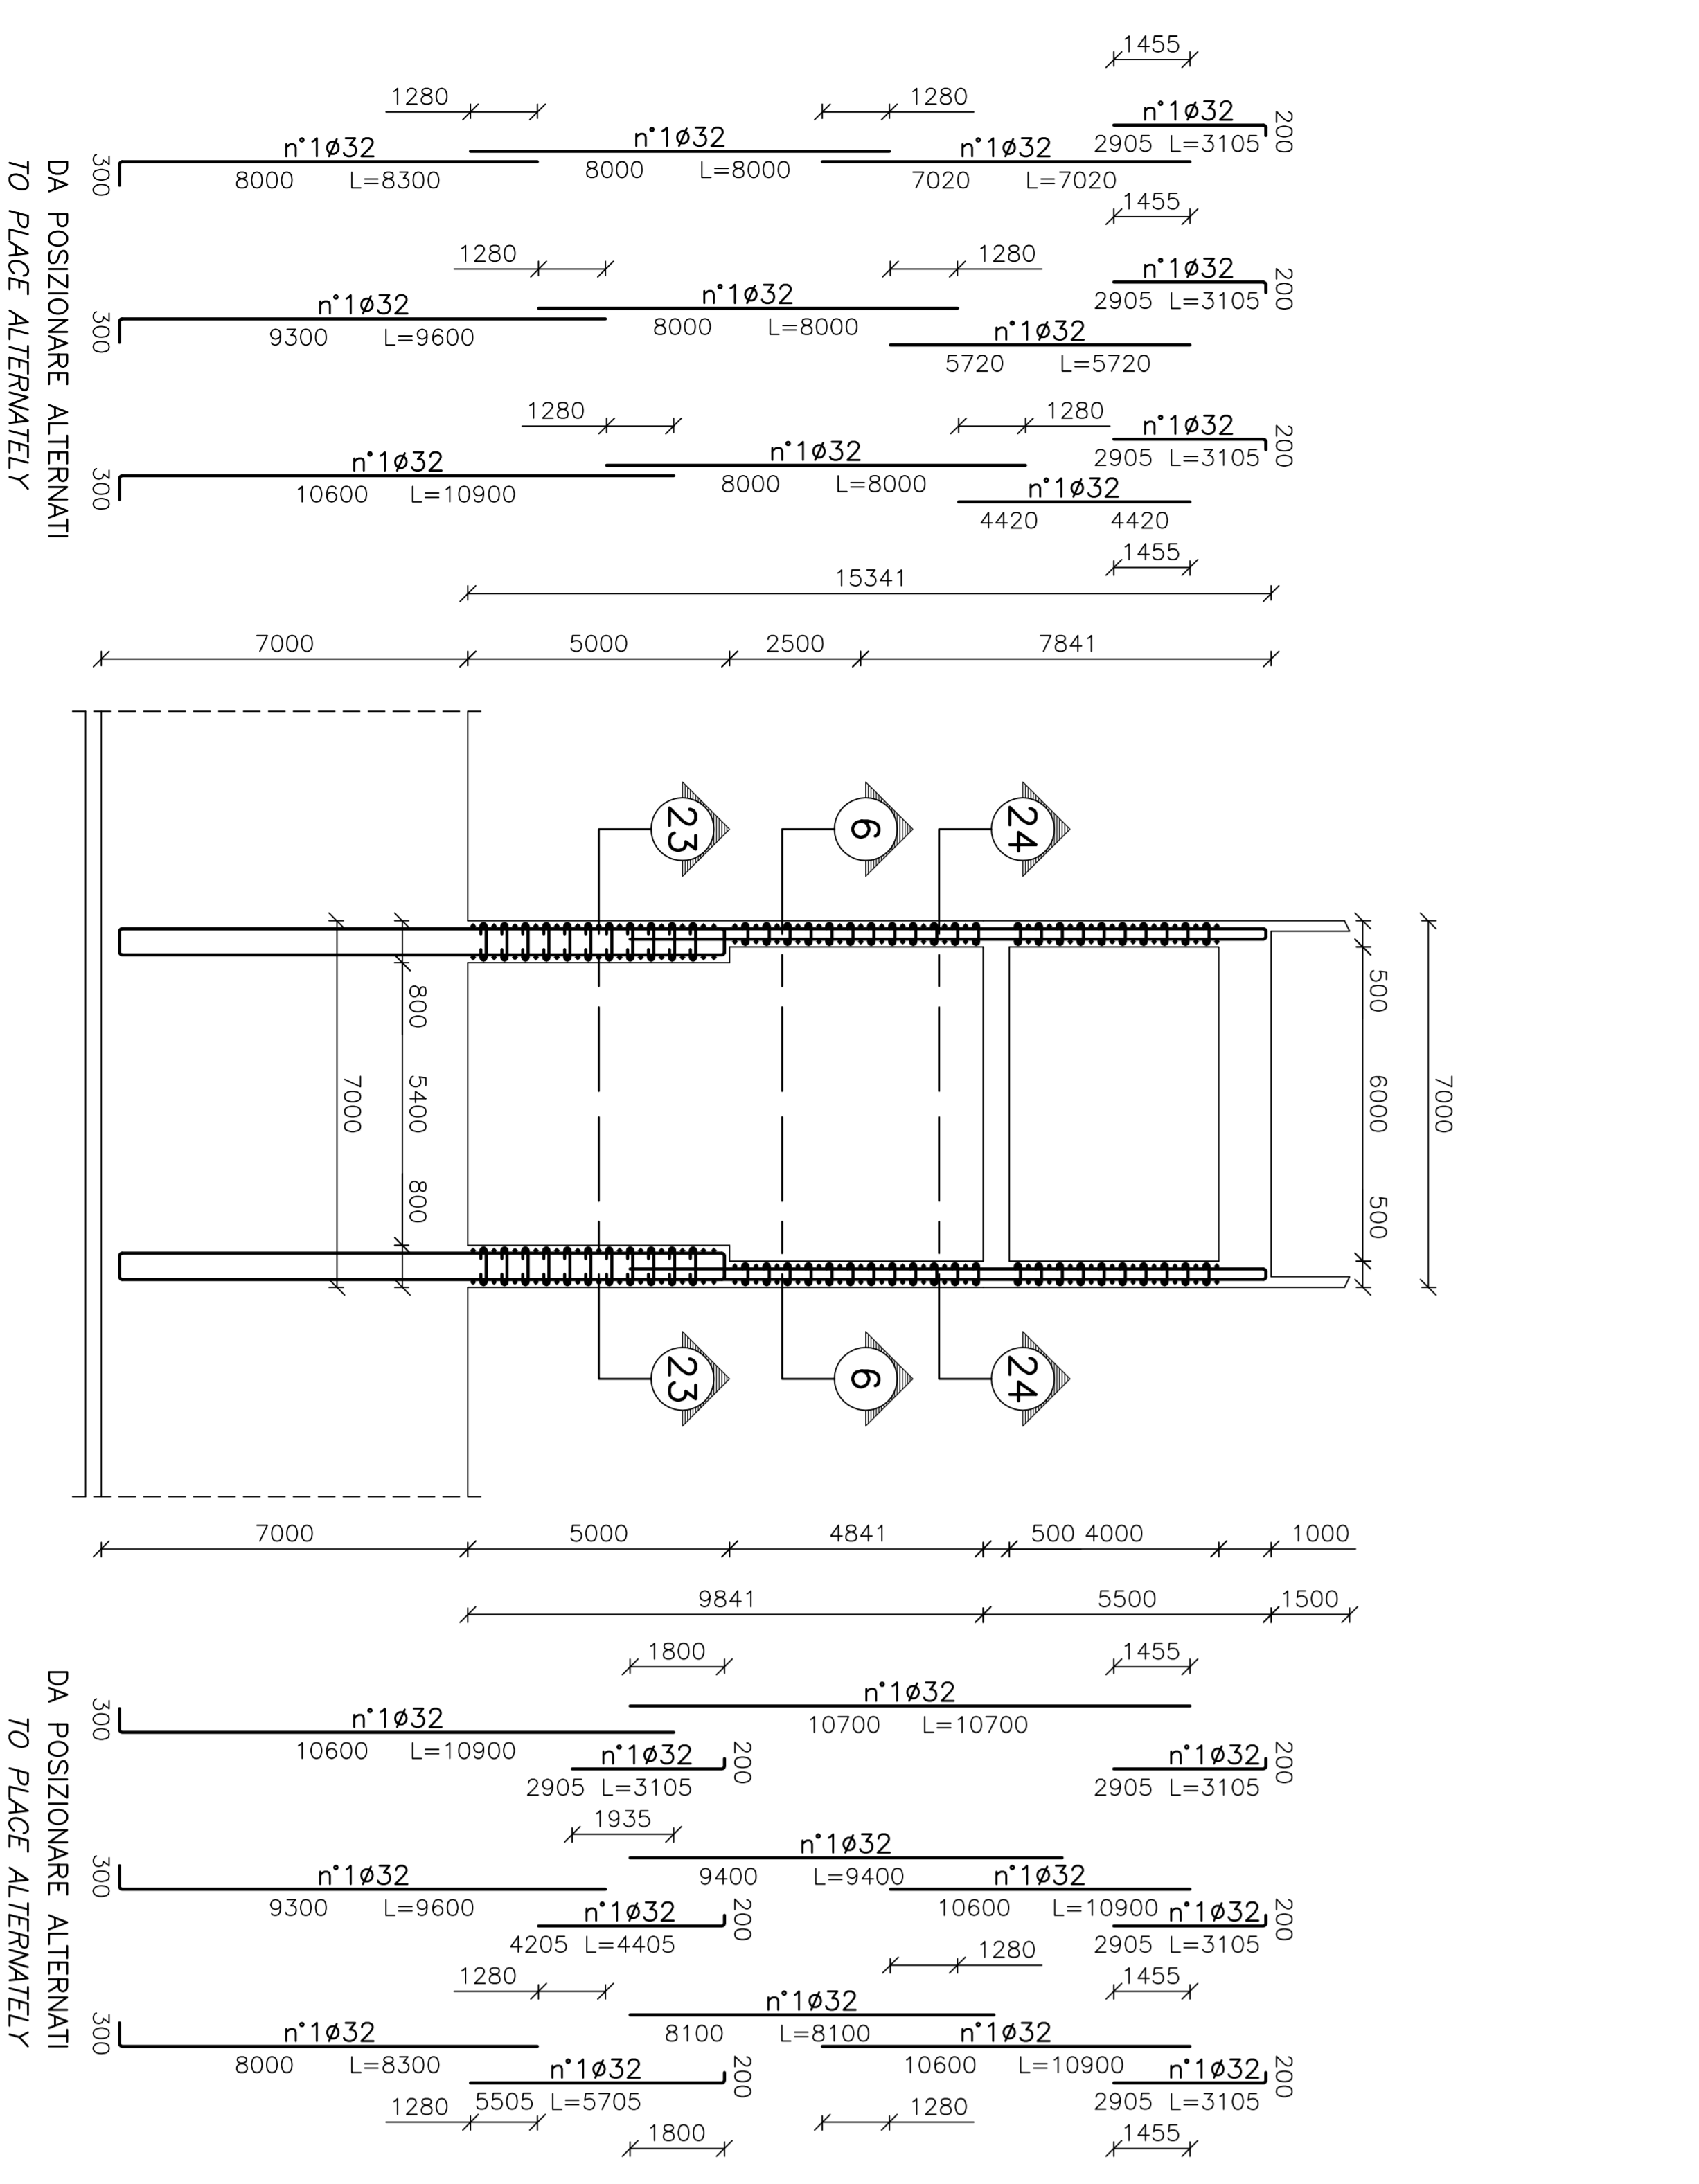 1455
1280
1280
n°1ø32
200
n°1ø32
n°1ø32
n°1ø32
2905 L=3105
300
8000 L=8300
8000 L=8000
7020 L=7020
1455
1280
1280
n°1ø32
200
n°1ø32
n°1ø32
2905 L=3105
300
9300 L=9600
8000 L=8000
n°1ø32
5720 L=5720
1280
1280
n°1ø32
200
n°1ø32
n°1ø32
2905 L=3105
300
10600 L=10900
8000 L=8000
n°1ø32
4420 4420
1455
DA POSIZIONARE ALTERNATI
TO PLACE ALTERNATELY
15341
7000 5000 2500 7841
23
6
24
500
6000
500
7000
800
5400
800
7000
23
6
24
7000 5000 4841 500 4000 1000
9841 5500 1500
1800
1455
n°1ø32
10700 L=10700
300
n°1ø32
10600 L=10900
n°1ø32
200
2905 L=3105
n°1ø32
200
2905 L=3105
1935
n°1ø32
9400 L=9400
300
n°1ø32
9300 L=9600
n°1ø32
10600 L=10900
n°1ø32
200
4205 L=4405
n°1ø32
200
2905 L=3105
1280
1280
1455
n°1ø32
8100 L=8100
300
n°1ø32
8000 L=8300
n°1ø32
10600 L=10900
n°1ø32
200
5505 L=5705
n°1ø32
200
2905 L=3105
1280
1280
1800
1455
DA POSIZIONARE ALTERNATI
TO PLACE ALTERNATELY